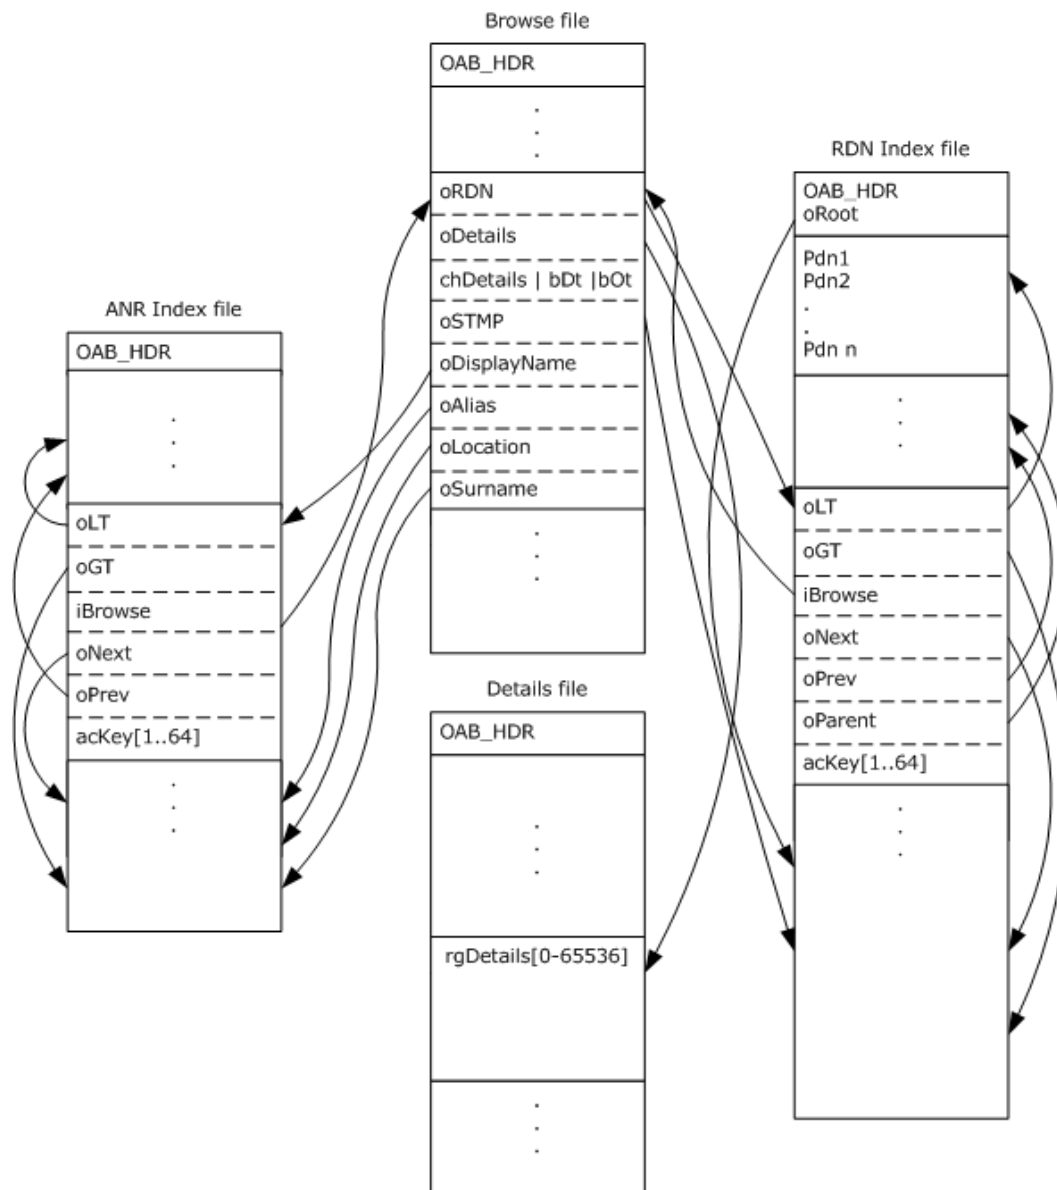 Browse file
OAB_HDR
.
.
.
oRDN
oDetails
chDetails | bDt |bOt
oSTMP
oDisplayName
oAlias
oLocation
oSurname
.
.
.
RDN Index file
OAB_HDR
oRoot
Pdn1
Pdn2
.
.
Pdn n
.
.
.
oLT
oGT
iBrowse
oNext
oPrev
oParent
acKey[1..64]
.
.
.
ANR Index file
OAB_HDR
.
.
.
oLT
oGT
iBrowse
oNext
oPrev
acKey[1..64]
.
.
.
Details file
OAB_HDR
.
.
.
rgDetails[0-65536]
.
.
.